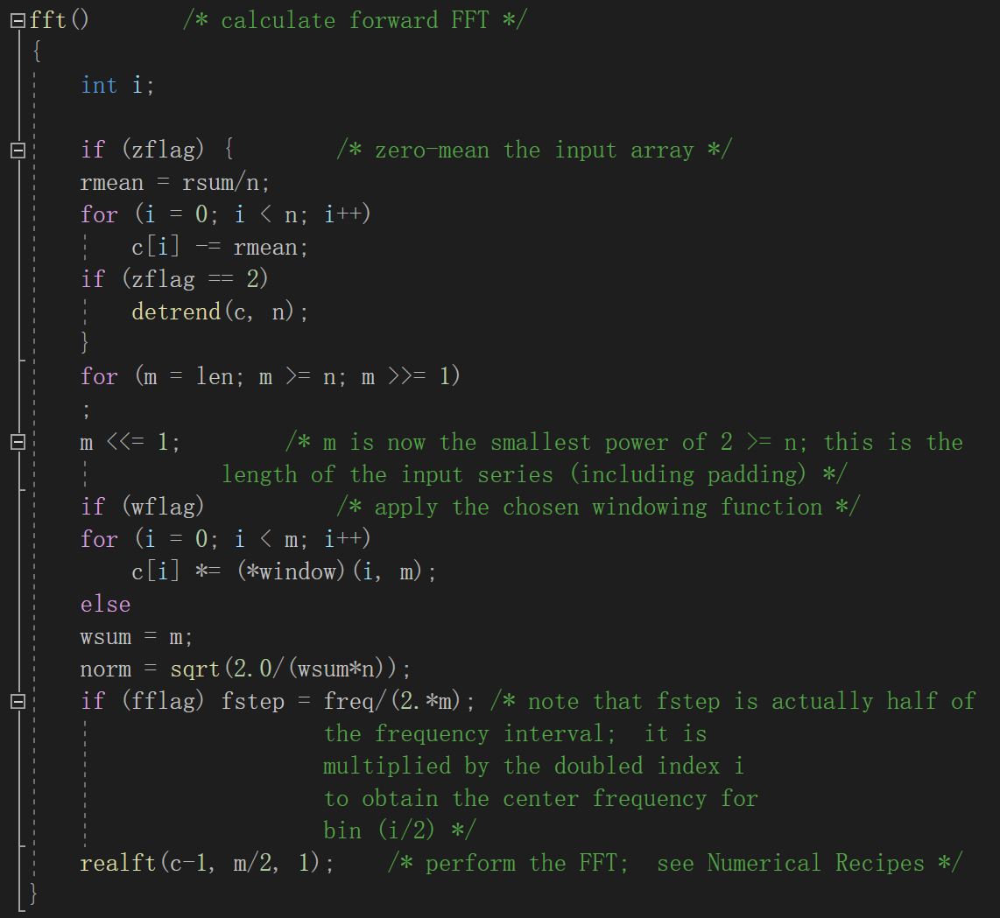 fft()       /* calculate forward FFT */
{
    int i;

    if (zflag) {        /* zero-mean the input array */
    rmean = rsum/n;
    for (i = 0; i < n; i++)
        c[i] -= rmean;
    if (zflag == 2)
        detrend(c, n);
    }
    for (m = len; m >= n; m >>= 1)
    ;
    m <<= 1;        /* m is now the smallest power of 2 >= n; this is the
               length of the input series (including padding) */
    if (wflag)          /* apply the chosen windowing function */
    for (i = 0; i < m; i++)
        c[i] *= (*window)(i, m);
    else
    wsum = m;
    norm = sqrt(2.0/(wsum*n));
    if (fflag) fstep = freq/(2.*m); /* note that fstep is actually half of
                       the frequency interval;  it is
                       multiplied by the doubled index i
                       to obtain the center frequency for
                       bin (i/2) */
    realft(c-1, m/2, 1);    /* perform the FFT;  see Numerical Recipes */
}